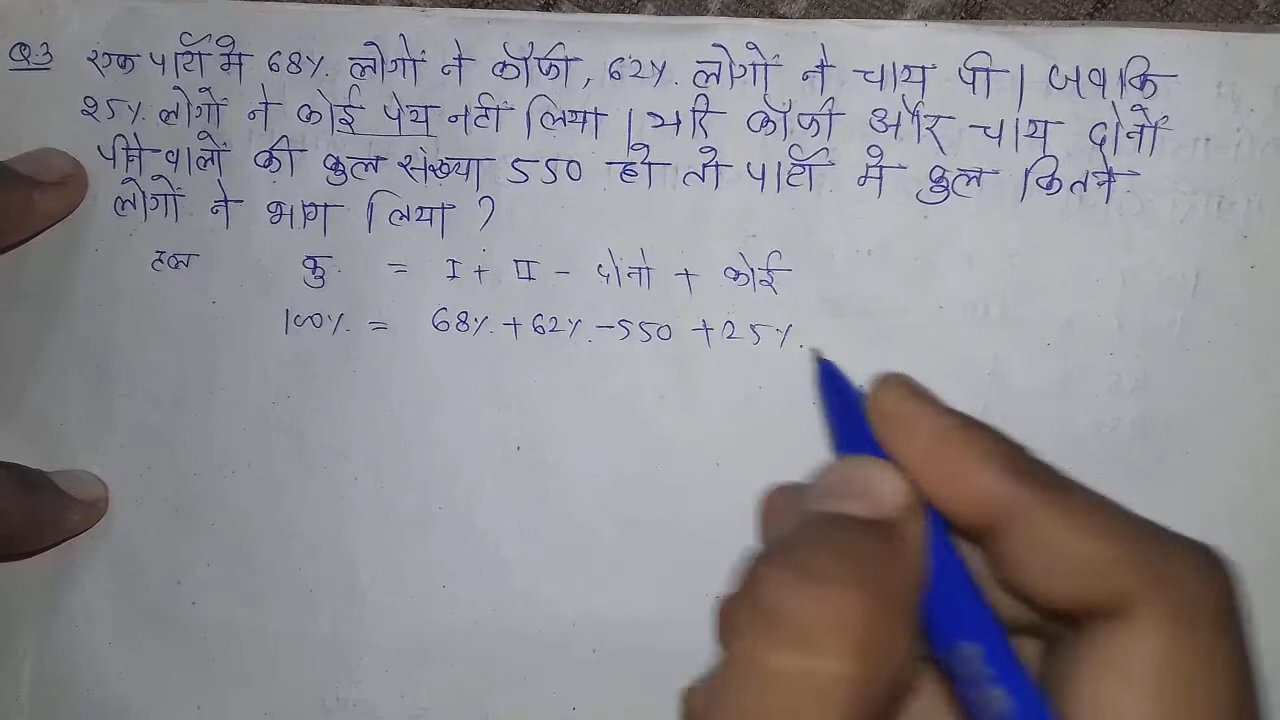 Q3 एक पार्टी में 68%. लोगों ने कॉफी, 62%. लोगों ने चाय पी। जबकि
25%. लोगों ने कोई पेय नहीं लिया। यदि कॉफी और चाय दोनों
पीने वालों की कुल संख्या 550 हो तो पार्टी में कुल कितने
लोगों ने भाग लिया?
हल कु. = I + II - दोनो + कोई
100%. = 68%. + 62%. - 550 + 25%.